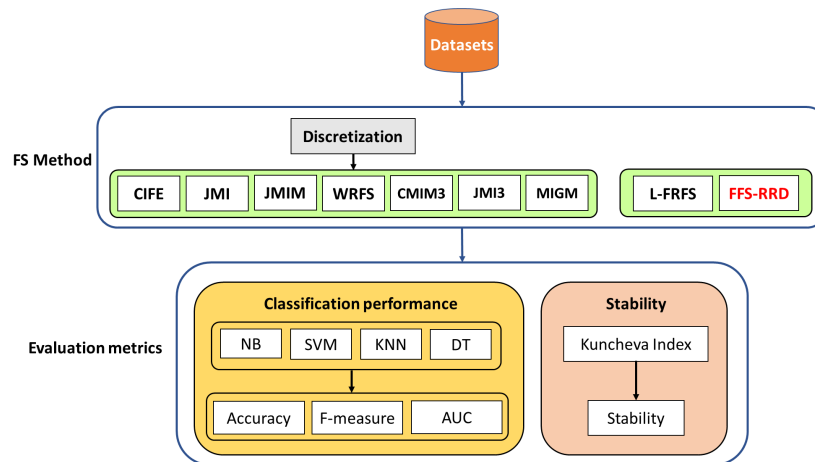 Datasets
FS Method
Discretization
CIFE JMI JMIM WRFS CMIM3 JMI3 MIGM L-FRFS FFS-RRD
Evaluation metrics
Classification performance
NB SVM KNN DT
Accuracy F-measure AUC
Stability
Kuncheva Index
Stability